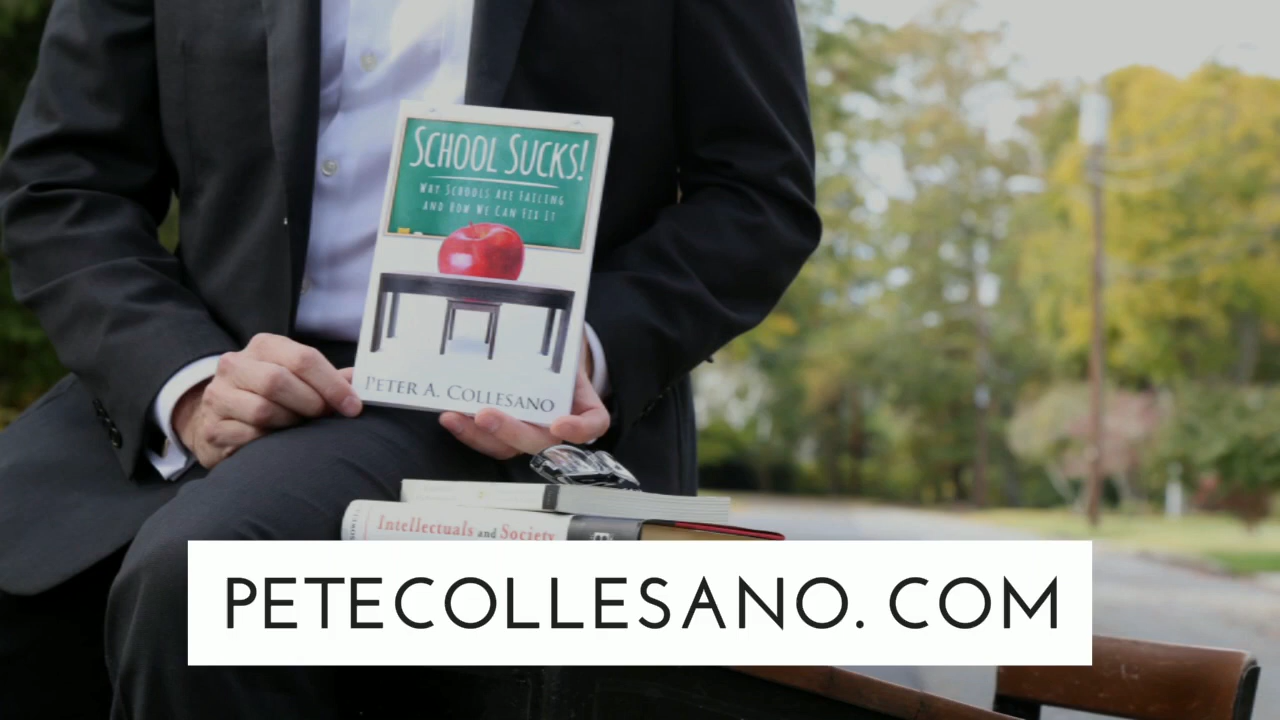 SCHOOL SUCKS!
WHY SCHOOLS ARE FAILING
AND HOW WE CAN FIX IT
PETER A. COLLESANO
Intellectuals and Society
PETECOLLESANO. COM